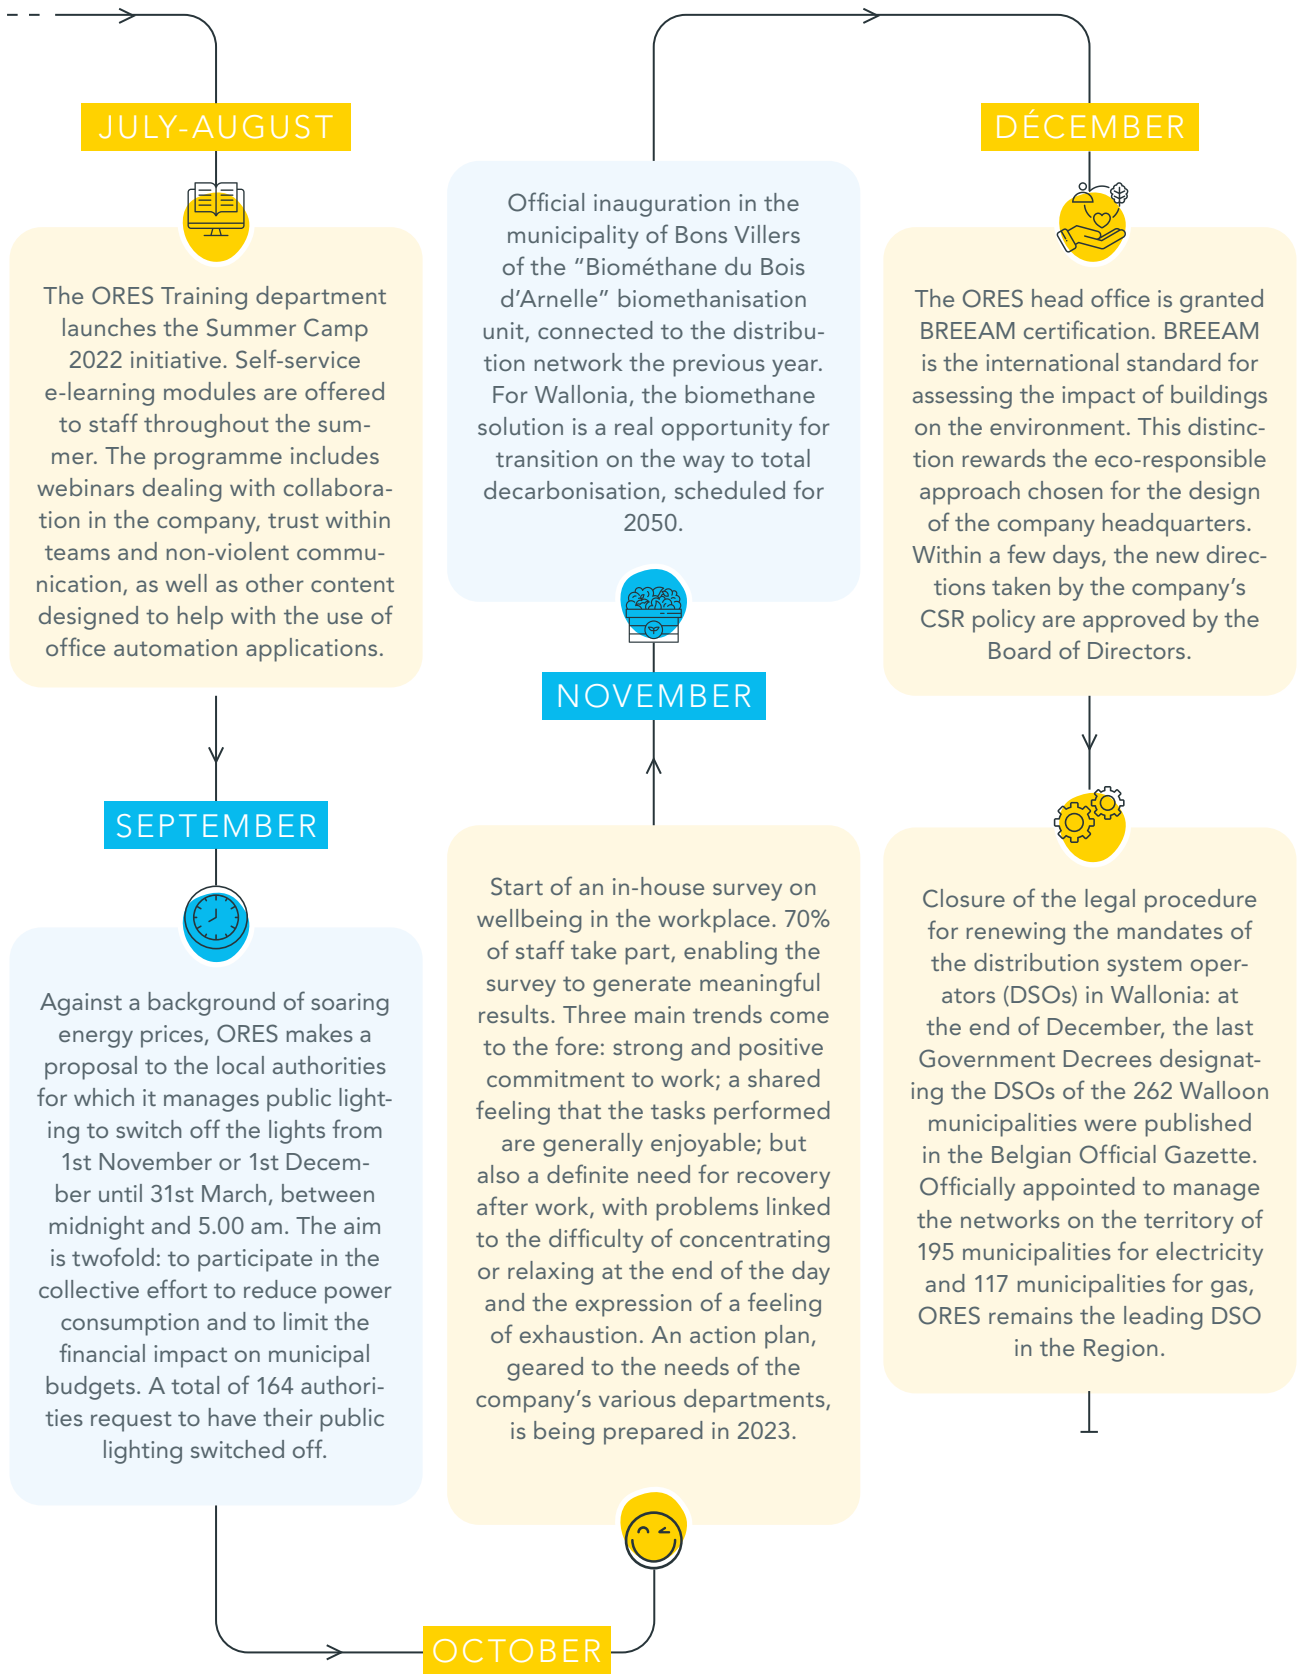 JULY-AUGUST
The ORES Training department
launches the Summer Camp
2022 initiative. Self-service
e-learning modules are offered
to staff throughout the sum-
mer. The programme includes
webinars dealing with collabora-
tion in the company, trust within
teams and non-violent commu-
nication, as well as other content
designed to help with the use of
office automation applications.
SEPTEMBER
Against a background of soaring
energy prices, ORES makes a
proposal to the local authorities
for which it manages public light-
ing to switch off the lights from
1st November or 1st Decem-
ber until 31st March, between
midnight and 5.00 am. The aim
is twofold: to participate in the
collective effort to reduce power
consumption and to limit the
financial impact on municipal
budgets. A total of 164 authori-
ties request to have their public
lighting switched off.
OCTOBER
Start of an in-house survey on
wellbeing in the workplace. 70%
of staff take part, enabling the
survey to generate meaningful
results. Three main trends come
to the fore: strong and positive
commitment to work; a shared
feeling that the tasks performed
are generally enjoyable; but
also a definite need for recovery
after work, with problems linked
to the difficulty of concentrating
or relaxing at the end of the day
and the expression of a feeling
of exhaustion. An action plan,
geared to the needs of the
company’s various departments,
is being prepared in 2023.
NOVEMBER
Official inauguration in the
municipality of Bons Villers
of the “Biométhane du Bois
d’Arnelle” biomethanisation
unit, connected to the distribu-
tion network the previous year.
For Wallonia, the biomethane
solution is a real opportunity for
transition on the way to total
decarbonisation, scheduled for
2050.
DÉCEMBER
The ORES head office is granted
BREEAM certification. BREEAM
is the international standard for
assessing the impact of buildings
on the environment. This distinc-
tion rewards the eco-responsible
approach chosen for the design
of the company headquarters.
Within a few days, the new direc-
tions taken by the company’s
CSR policy are approved by the
Board of Directors.
Closure of the legal procedure
for renewing the mandates of
the distribution system oper-
ators (DSOs) in Wallonia: at
the end of December, the last
Government Decrees designat-
ing the DSOs of the 262 Walloon
municipalities were published
in the Belgian Official Gazette.
Officially appointed to manage
the networks on the territory of
195 municipalities for electricity
and 117 municipalities for gas,
ORES remains the leading DSO
in the Region.